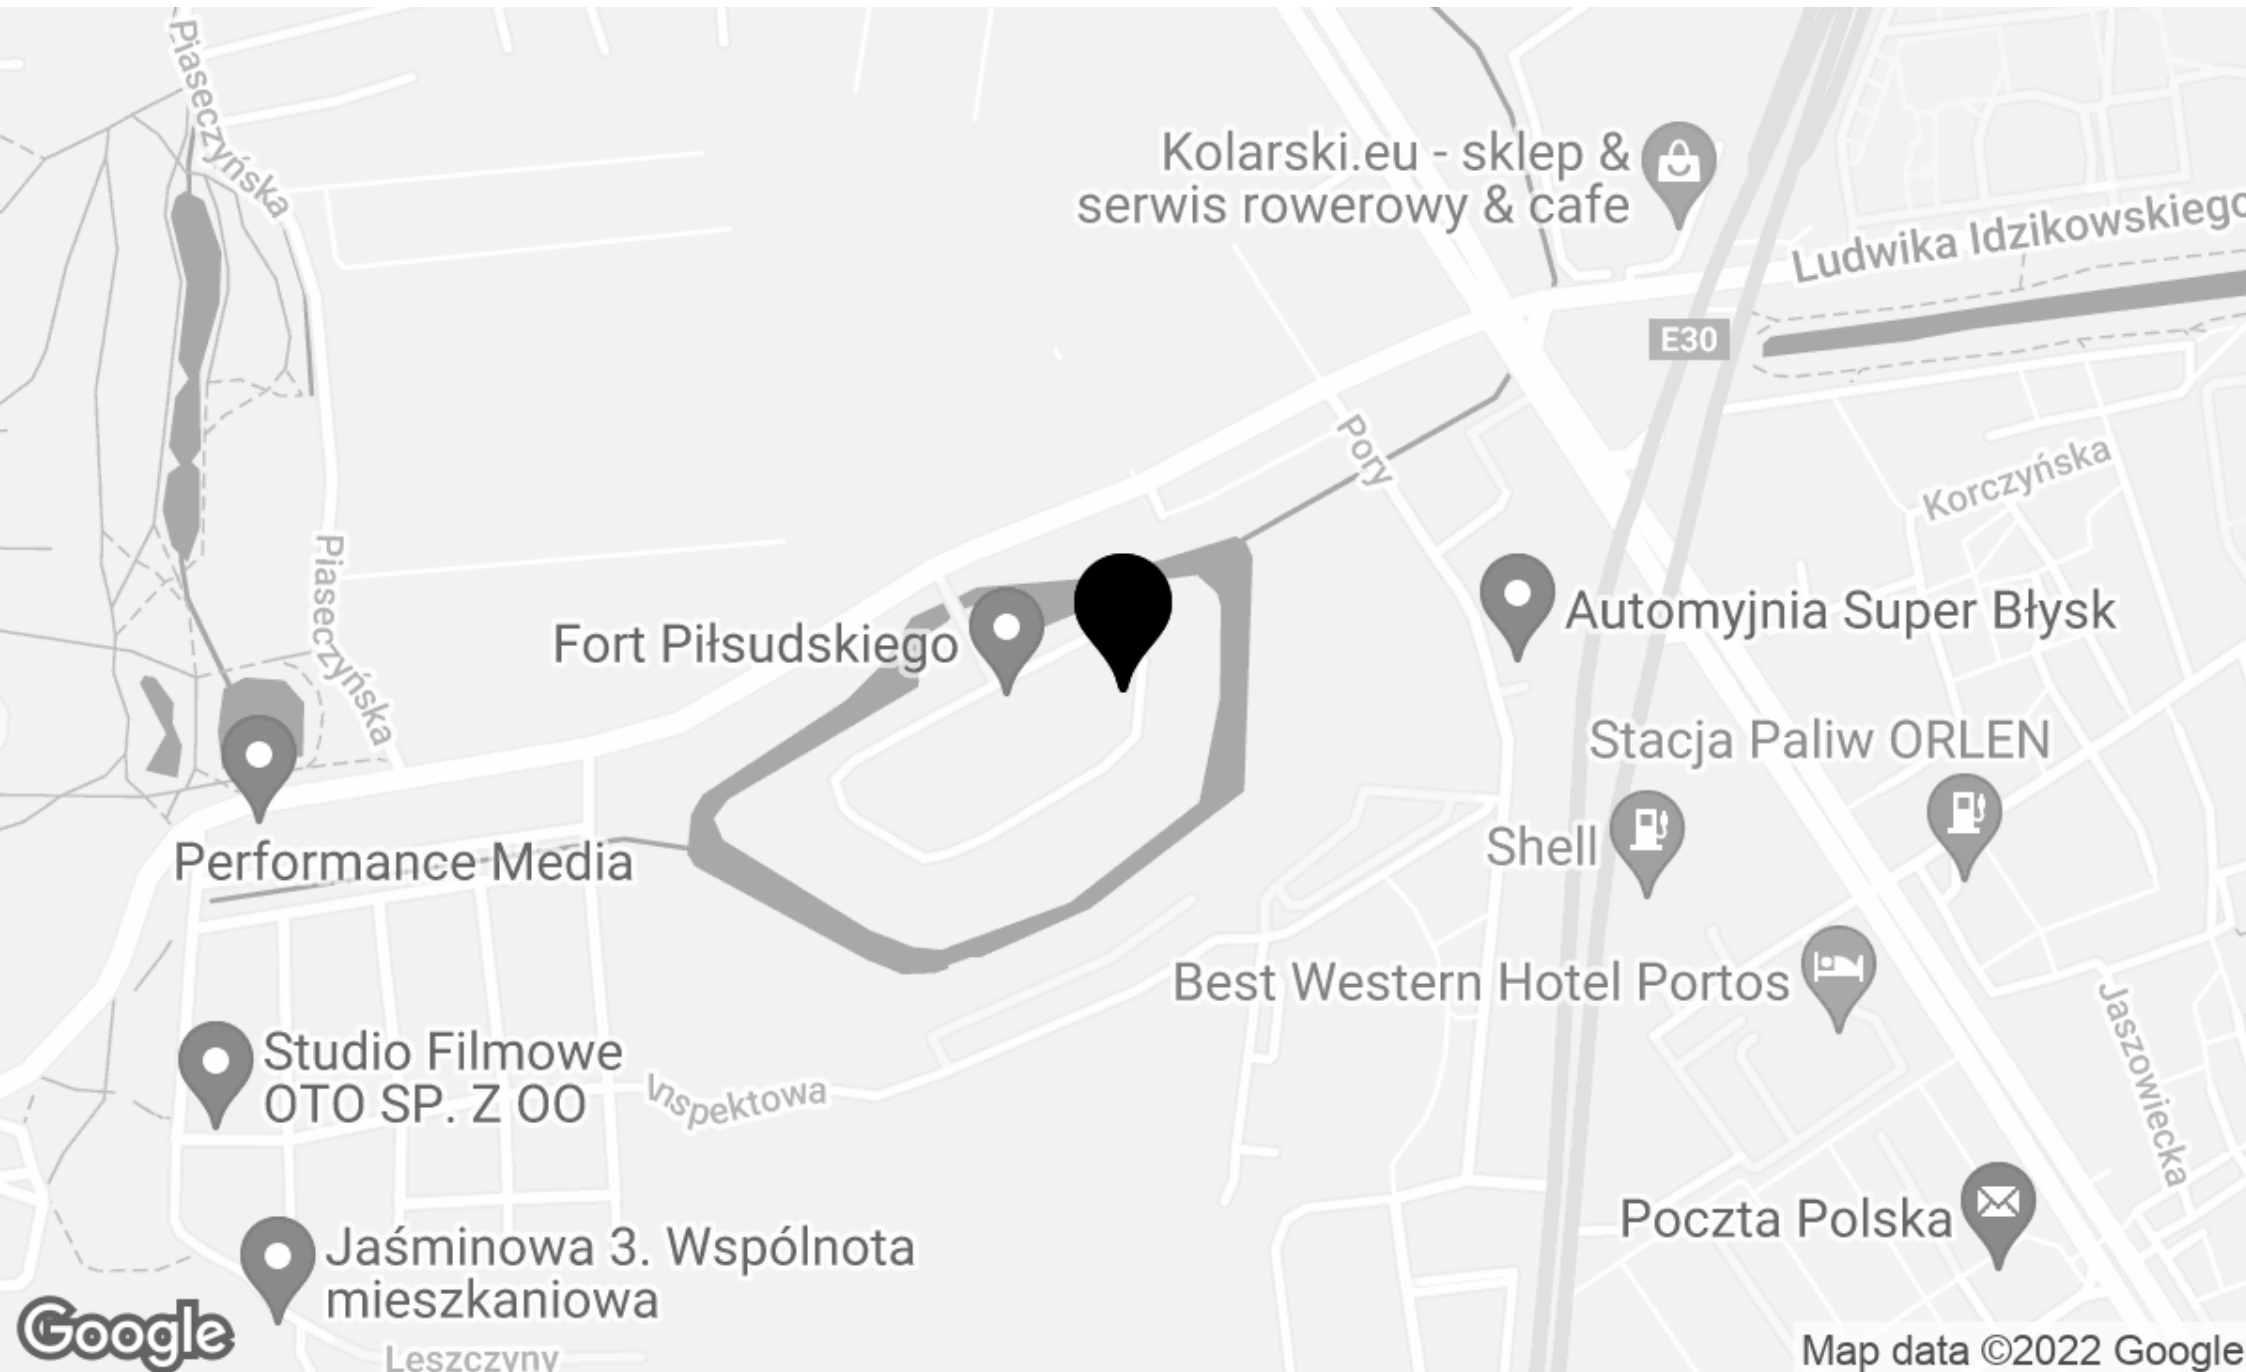 Piaseczyńska
Kolarski.eu - sklep &
serwis rowerowy & cafe
Ludwika Idzikowskiego
E30
Pory
Korczyńska
Piaseczyńska
Fort Piłsudskiego
Automyjnia Super Błysk
Stacja Paliw ORLEN
Shell
Performance Media
Best Western Hotel Portos
Jaszowiecka
Studio Filmowe
OTO SP. Z OO
Inspektowa
Poczta Polska
Jaśminowa 3. Wspólnota
mieszkaniowa
Leszczyny
Google
Map data ©2022 Google